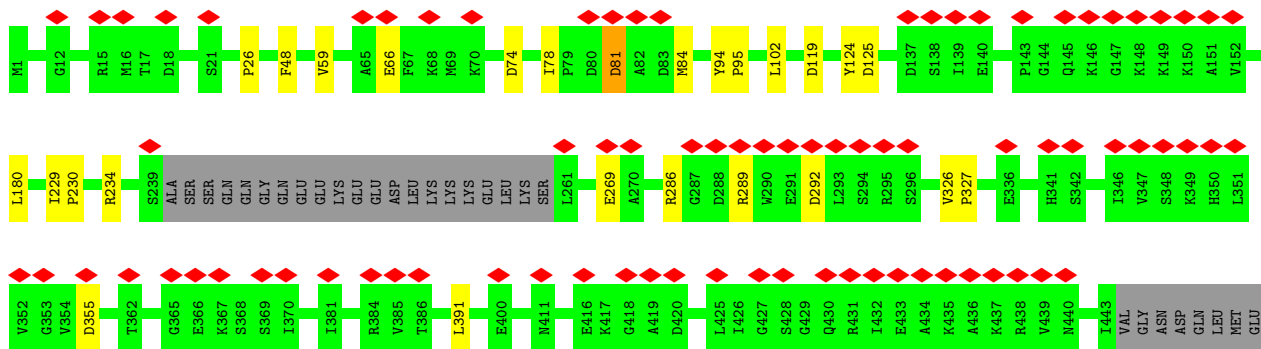 M1 G12 R15 M16 T17 D18 S21 P26 F48 V59 A65 E66 F67 K68 M69 K70 D74 I78 P79 D80 D81 A82 D83 M84 Y94 P95 L102 D119 Y124 D125 D137 S138 I139 E140 P143 G144 Q145 K146 G147 K148 K149 K150 A151 V152
L180 I229 P230 R234 S239 ALA SER SER GLN GLN GLY GLN GLU GLU LYS GLU GLU ASP LEU LYS LYS LYS GLU LEU LYS SER L261 E269 A270 R286 G287 D288 R289 W290 E291 D292 L293 S294 R295 S296 V326 P327 E336 H341 S342 I346 V347 S348 K349 H350 L351
V352 G353 V354 D355 T362 G365 E366 K367 S368 S369 I370 I381 R384 V385 T386 L391 E400 N411 E416 K417 G418 A419 D420 L425 I426 G427 S428 G429 Q430 R431 I432 E433 A434 K435 A436 K437 R438 V439 N440 I443 VAL GLY ASN ASP GLN LEU MET GLU